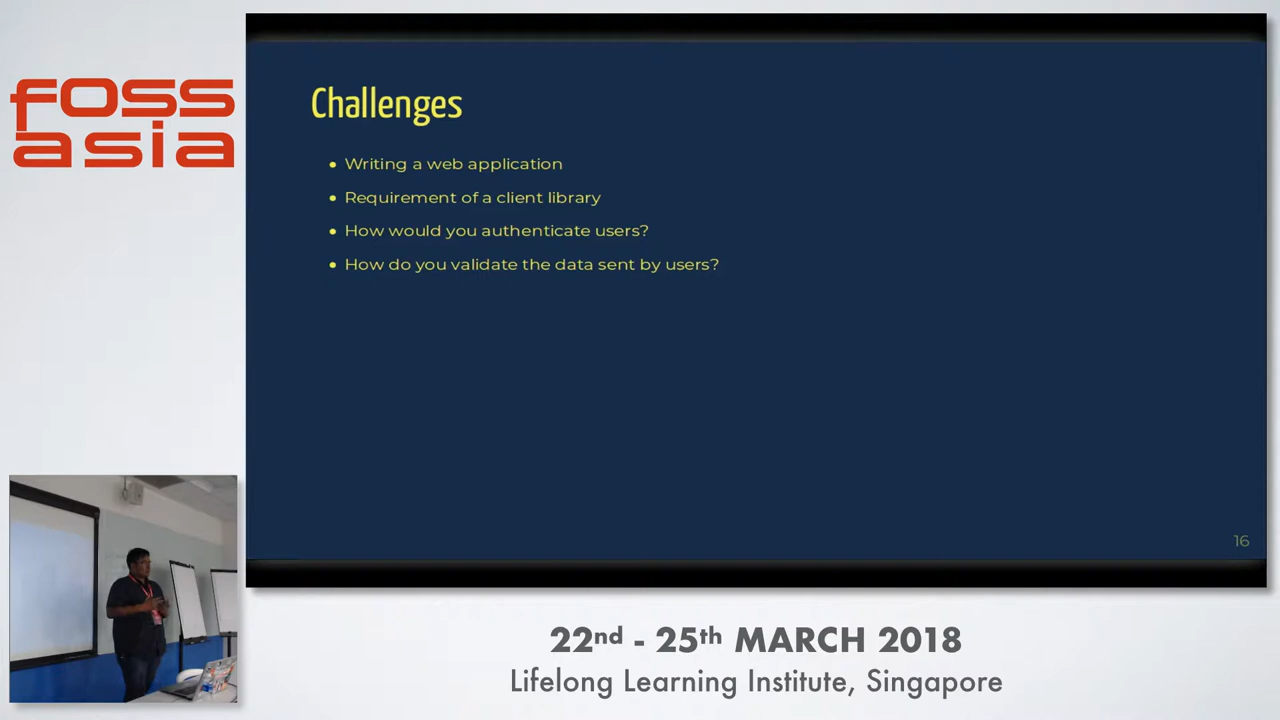 foss
asia
Challenges
• Writing a web application
• Requirement of a client library
• How would you authenticate users?
• How do you validate the data sent by users?
16
22nd - 25th MARCH 2018
Lifelong Learning Institute, Singapore